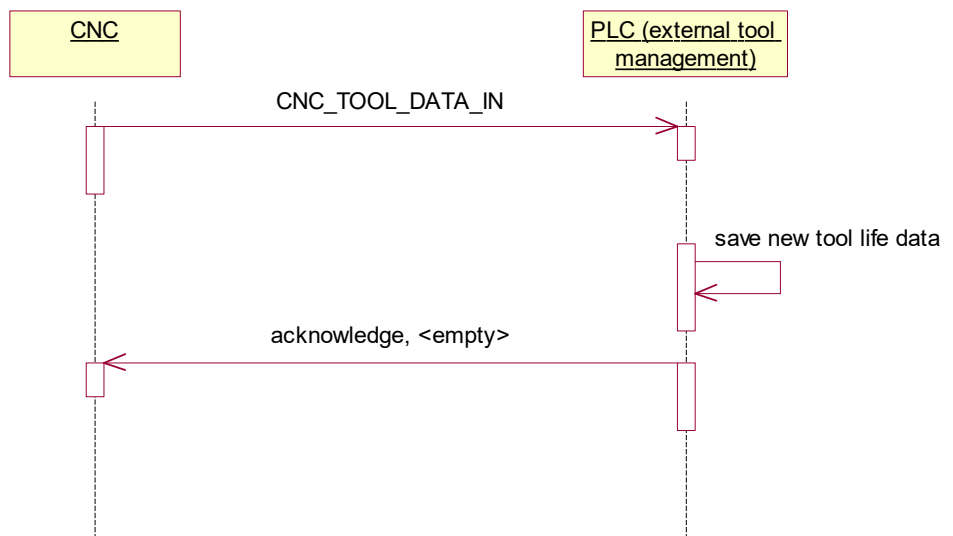 CNC
PLC (external tool
management)
CNC_TOOL_DATA_IN
save new tool life data
acknowledge, <empty>